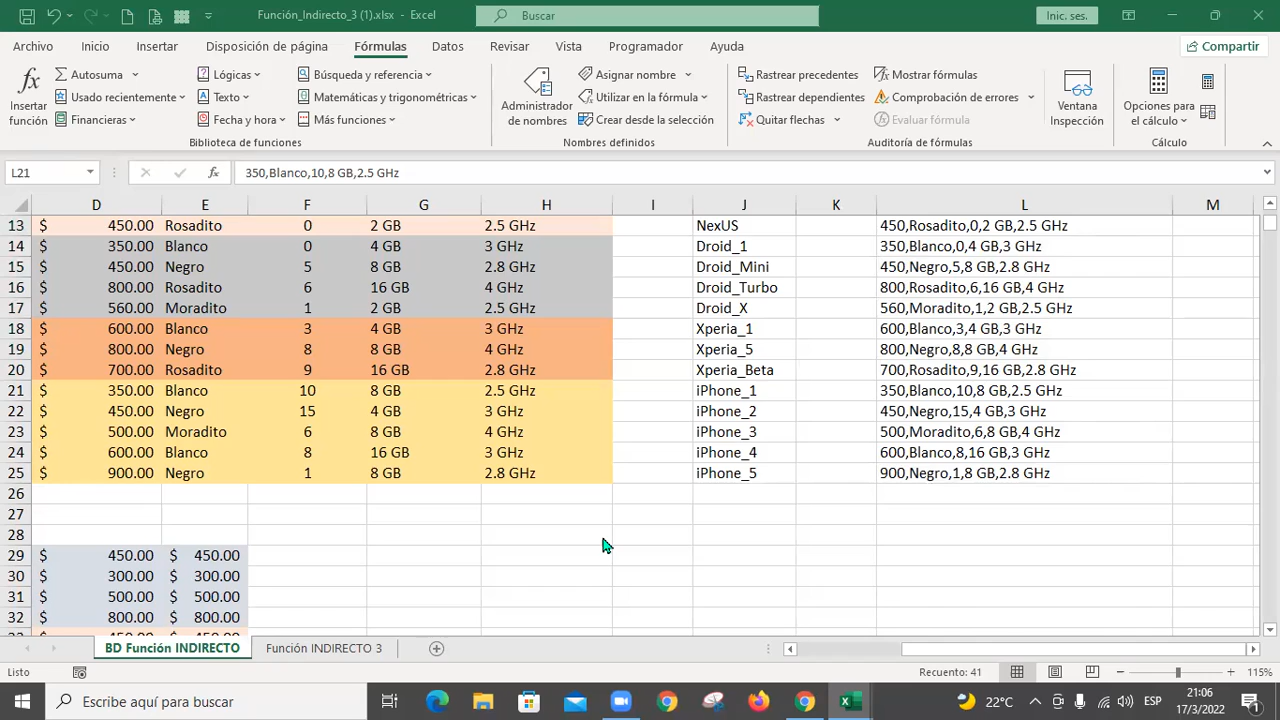 Función_Indirecto_3 (1).xlsx - Excel
Buscar
Inic. ses.
Archivo Inicio Insertar Disposición de página Fórmulas Datos Revisar Vista Programador Ayuda Compartir
Insertar función
Autosuma
Usado recientemente
Financieras
Lógicas
Texto
Fecha y hora
Búsqueda y referencia
Matemáticas y trigonométricas
Más funciones
Biblioteca de funciones
Administrador de nombres
Asignar nombre
Utilizar en la fórmula
Crear desde la selección
Nombres definidos
Rastrear precedentes
Rastrear dependientes
Quitar flechas
Mostrar fórmulas
Comprobación de errores
Evaluar fórmula
Auditoría de fórmulas
Ventana Inspección
Opciones para el cálculo
Cálculo
L21 fx 350,Blanco,10,8 GB,2.5 GHz
D E F G H I J K L M
13 $ 450.00 Rosadito 0 2 GB 2.5 GHz NexUS 450,Rosadito,0,2 GB,2.5 GHz
14 $ 350.00 Blanco 0 4 GB 3 GHz Droid_1 350,Blanco,0,4 GB,3 GHz
15 $ 450.00 Negro 5 8 GB 2.8 GHz Droid_Mini 450,Negro,5,8 GB,2.8 GHz
16 $ 800.00 Rosadito 6 16 GB 4 GHz Droid_Turbo 800,Rosadito,6,16 GB,4 GHz
17 $ 560.00 Moradito 1 2 GB 2.5 GHz Droid_X 560,Moradito,1,2 GB,2.5 GHz
18 $ 600.00 Blanco 3 4 GB 3 GHz Xperia_1 600,Blanco,3,4 GB,3 GHz
19 $ 800.00 Negro 8 8 GB 4 GHz Xperia_5 800,Negro,8,8 GB,4 GHz
20 $ 700.00 Rosadito 9 16 GB 2.8 GHz Xperia_Beta 700,Rosadito,9,16 GB,2.8 GHz
21 $ 350.00 Blanco 10 8 GB 2.5 GHz iPhone_1 350,Blanco,10,8 GB,2.5 GHz
22 $ 450.00 Negro 15 4 GB 3 GHz iPhone_2 450,Negro,15,4 GB,3 GHz
23 $ 500.00 Moradito 6 8 GB 4 GHz iPhone_3 500,Moradito,6,8 GB,4 GHz
24 $ 600.00 Blanco 8 16 GB 3 GHz iPhone_4 600,Blanco,8,16 GB,3 GHz
25 $ 900.00 Negro 1 8 GB 2.8 GHz iPhone_5 900,Negro,1,8 GB,2.8 GHz
26
27
28
29 $ 450.00 $ 450.00
30 $ 300.00 $ 300.00
31 $ 500.00 $ 500.00
32 $ 800.00 $ 800.00
33 $ 450.00 $ 450.00
BD Función INDIRECTO Función INDIRECTO 3
Listo Recuento: 41 115%
Escribe aquí para buscar 22°C ESP 21:06
17/3/2022 1